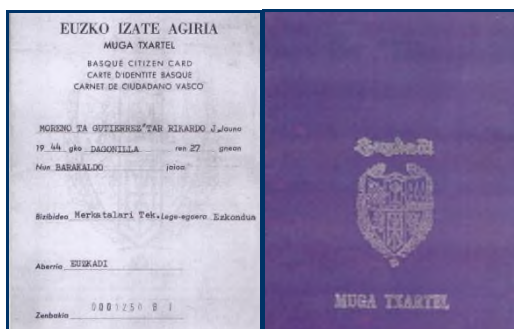 EUZKO IZATE AGIRIA
MUGA TXARTEL
BASQUE CITIZEN CARD
CARTE D'IDENTITE BASQUE
CARNET DE CIUDADANO VASCO
MORENO TA GUTIERREZ'TAR RIKARDO J. Jauna
19 44 gko DAGONILLA ren 27 gnean
Nun BARAKALDO jaioa
Bizibidea Merkatalari Tek. Lege-egoera Ezkondua
Aberria EUZKADI
Zenbakia 0001250 B
Euzkadi
MUGA TXARTEL